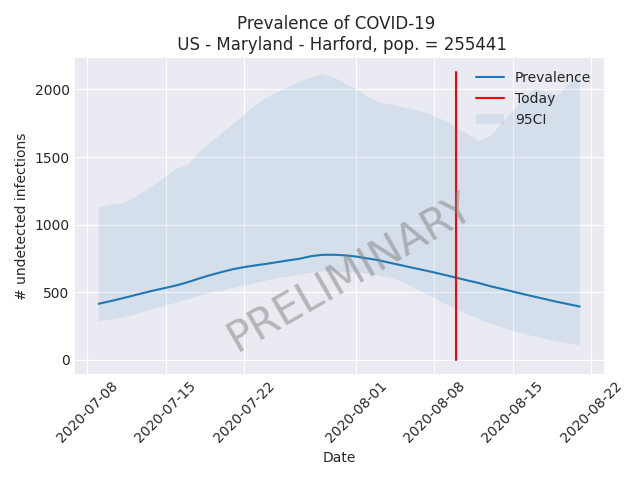 Prevalence of COVID-19
US - Maryland - Harford, pop. = 255441
# undetected infections
2000
1500
1000
500
0
Prevalence
Today
95CI
PRELIMINARY
2020-07-08
2020-07-15
2020-07-22
2020-08-01
2020-08-08
2020-08-15
2020-08-22
Date